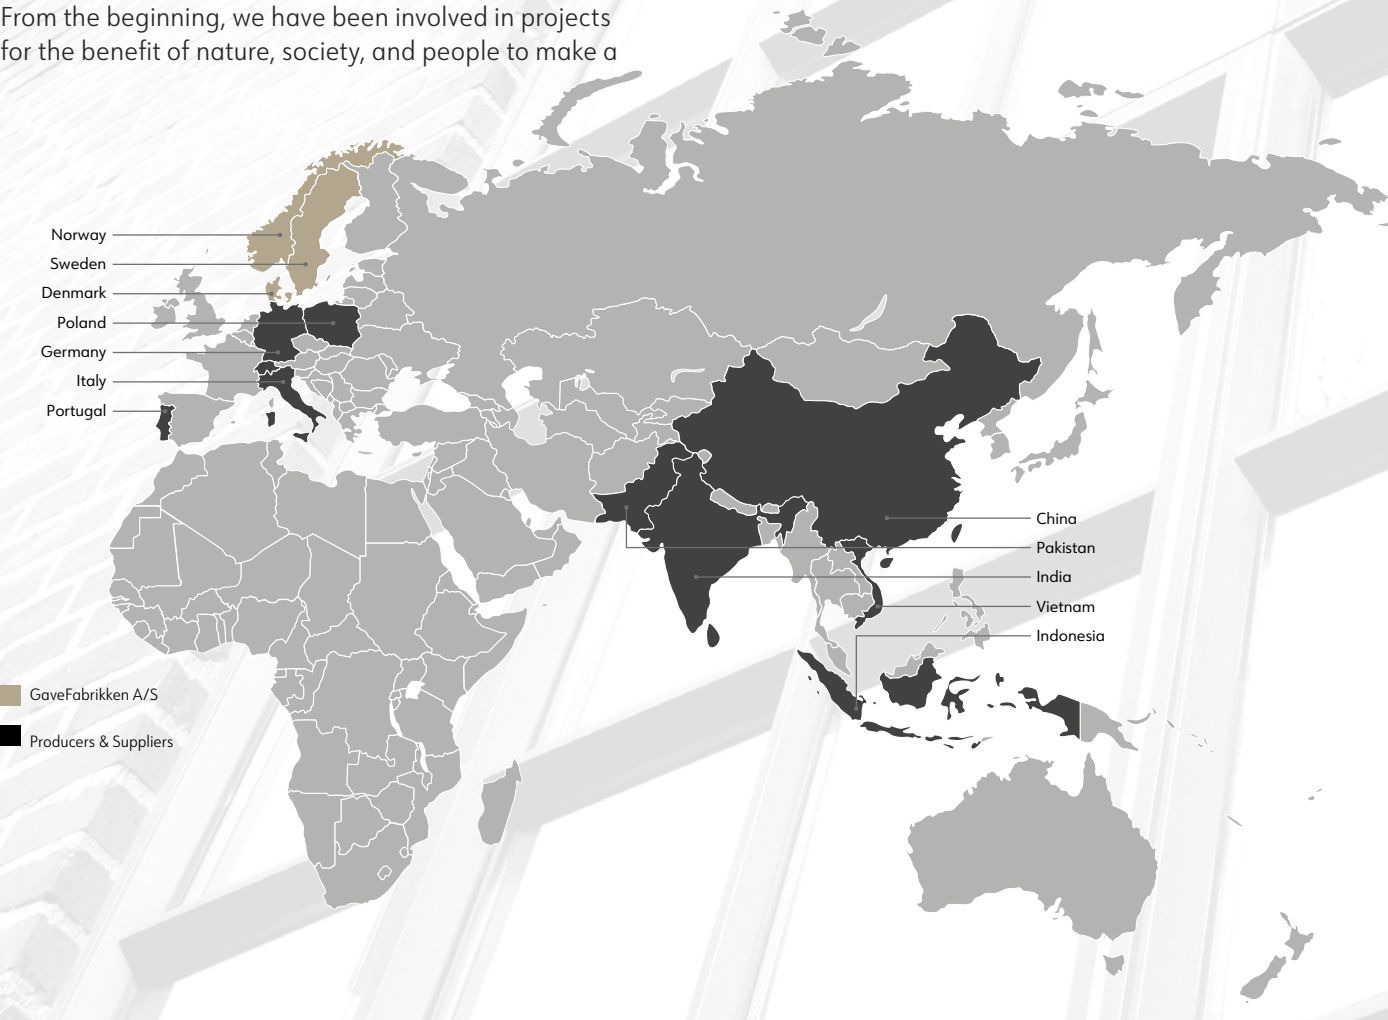 From the beginning, we have been involved in projects
for the benefit of nature, society, and people to make a
Norway
Sweden
Denmark
Poland
Germany
Italy
Portugal
China
Pakistan
India
Vietnam
Indonesia
GaveFabrikken A/S
Producers & Suppliers